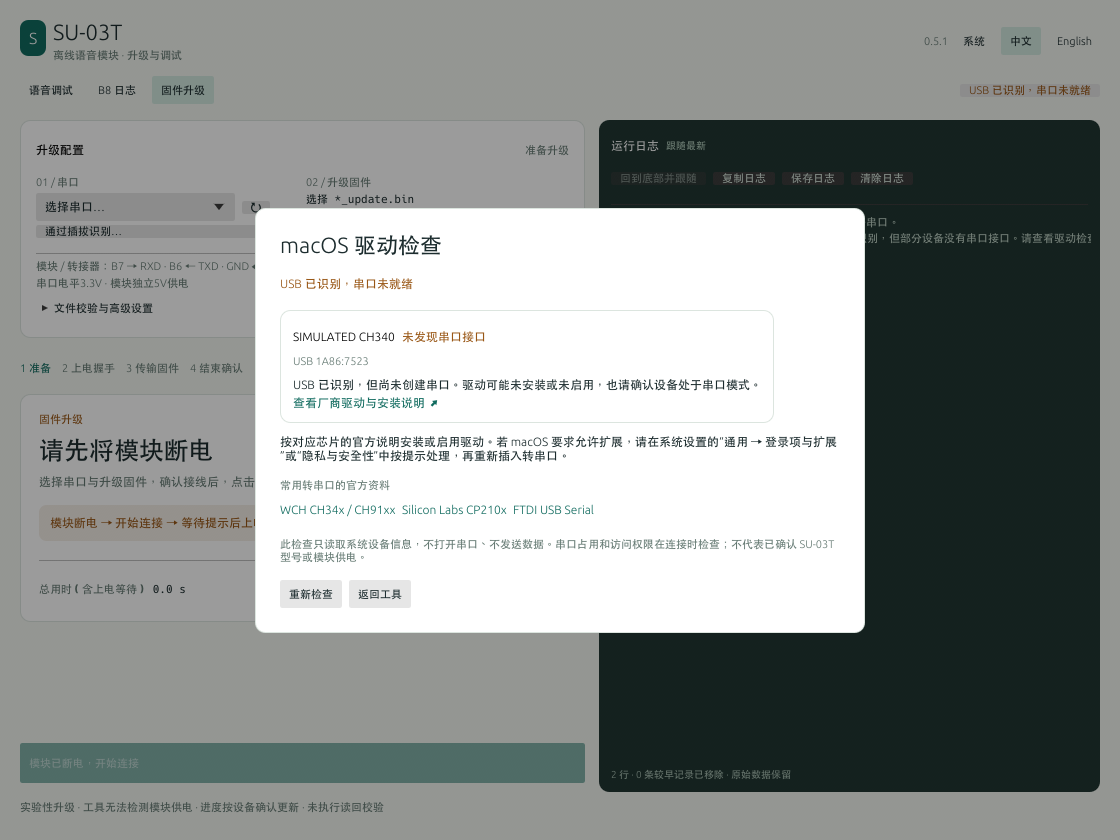 S
SU-03T
离线语音模块 · 升级与调试
0.5.1 系统 中文 English
语音调试 B8 日志 固件升级
USB 已识别，串口未就绪
升级配置 准备升级
01 / 串口
选择串口...
通过插拔识别...
02 / 升级固件
选择 *_update.bin
模块 / 转接器：B7 → RXD · B6 ← TXD · GND
串口电平3.3V · 模块独立5V供电
▶ 文件校验与高级设置
1 准备 2 上电握手 3 传输固件 4 结束确认
固件升级
请先将模块断电
选择串口与升级固件，确认接线后，点击
模块断电 → 开始连接 → 等待提示后上
总用时(含上电等待) 0.0 s
模块已断电，开始连接
实验性升级 · 工具无法检测模块供电 · 进度按设备确认更新 · 未执行读回校验
运行日志 跟随最新
回到底部并跟随 复制日志 保存日志 清除日志
串口。
别，但部分设备没有串口接口。请查看驱动检查
2 行 · 0 条较早记录已移除 · 原始数据保留
macOS 驱动检查
USB 已识别，串口未就绪
SIMULATED CH340 未发现串口接口
USB 1A86:7523
USB 已识别，但尚未创建串口。驱动可能未安装或未启用，也请确认设备处于串口模式。
查看厂商驱动与安装说明 ⬈
按对应芯片的官方说明安装或启用驱动。若 macOS 要求允许扩展，请在系统设置的"通用 → 登录项与扩展
"或"隐私与安全性"中按提示处理，再重新插入转串口。
常用转串口的官方资料
WCH CH34x / CH91xx Silicon Labs CP210x FTDI USB Serial
此检查只读取系统设备信息，不打开串口、不发送数据。串口占用和访问权限在连接时检查；不代表已确认 SU-03T
型号或模块供电。
重新检查 返回工具